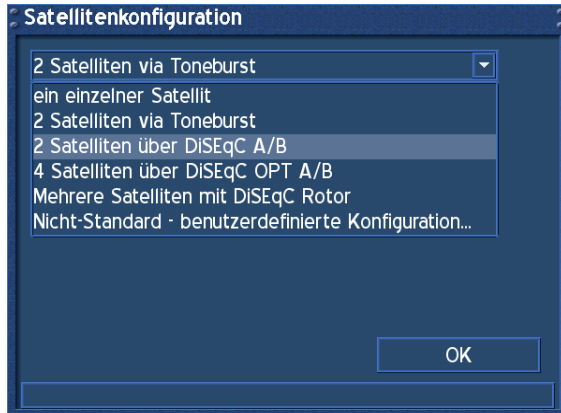 Satellitenkonfiguration
2 Satelliten via Toneburst
ein einzelner Satellit
2 Satelliten via Toneburst
2 Satelliten über DiSEqC A/B
4 Satelliten über DiSEqC OPT A/B
Mehrere Satelliten mit DiSEqC Rotor
Nicht-Standard - benutzerdefinierte Konfiguration...
OK